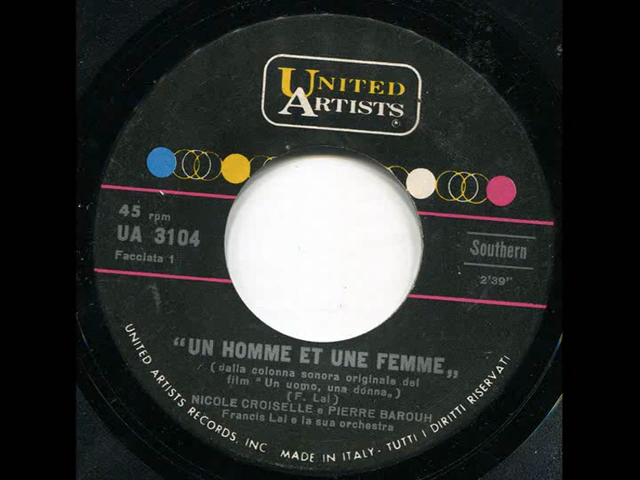 UNITED
ARTISTS
45 rpm
UA 3104
Facciata 1
Southern
2'39"
"UN HOMME ET UNE FEMME„
(dalla colonna sonora originale del
film "Un uomo, una donna„)
(F. Lai)
NICOLE CROISELLE e PIERRE BAROUH
Francis Lai e la sua orchestra
UNITED ARTISTS RECORDS, INC. MADE IN ITALY - TUTTI I DIRITTI RISERVATI